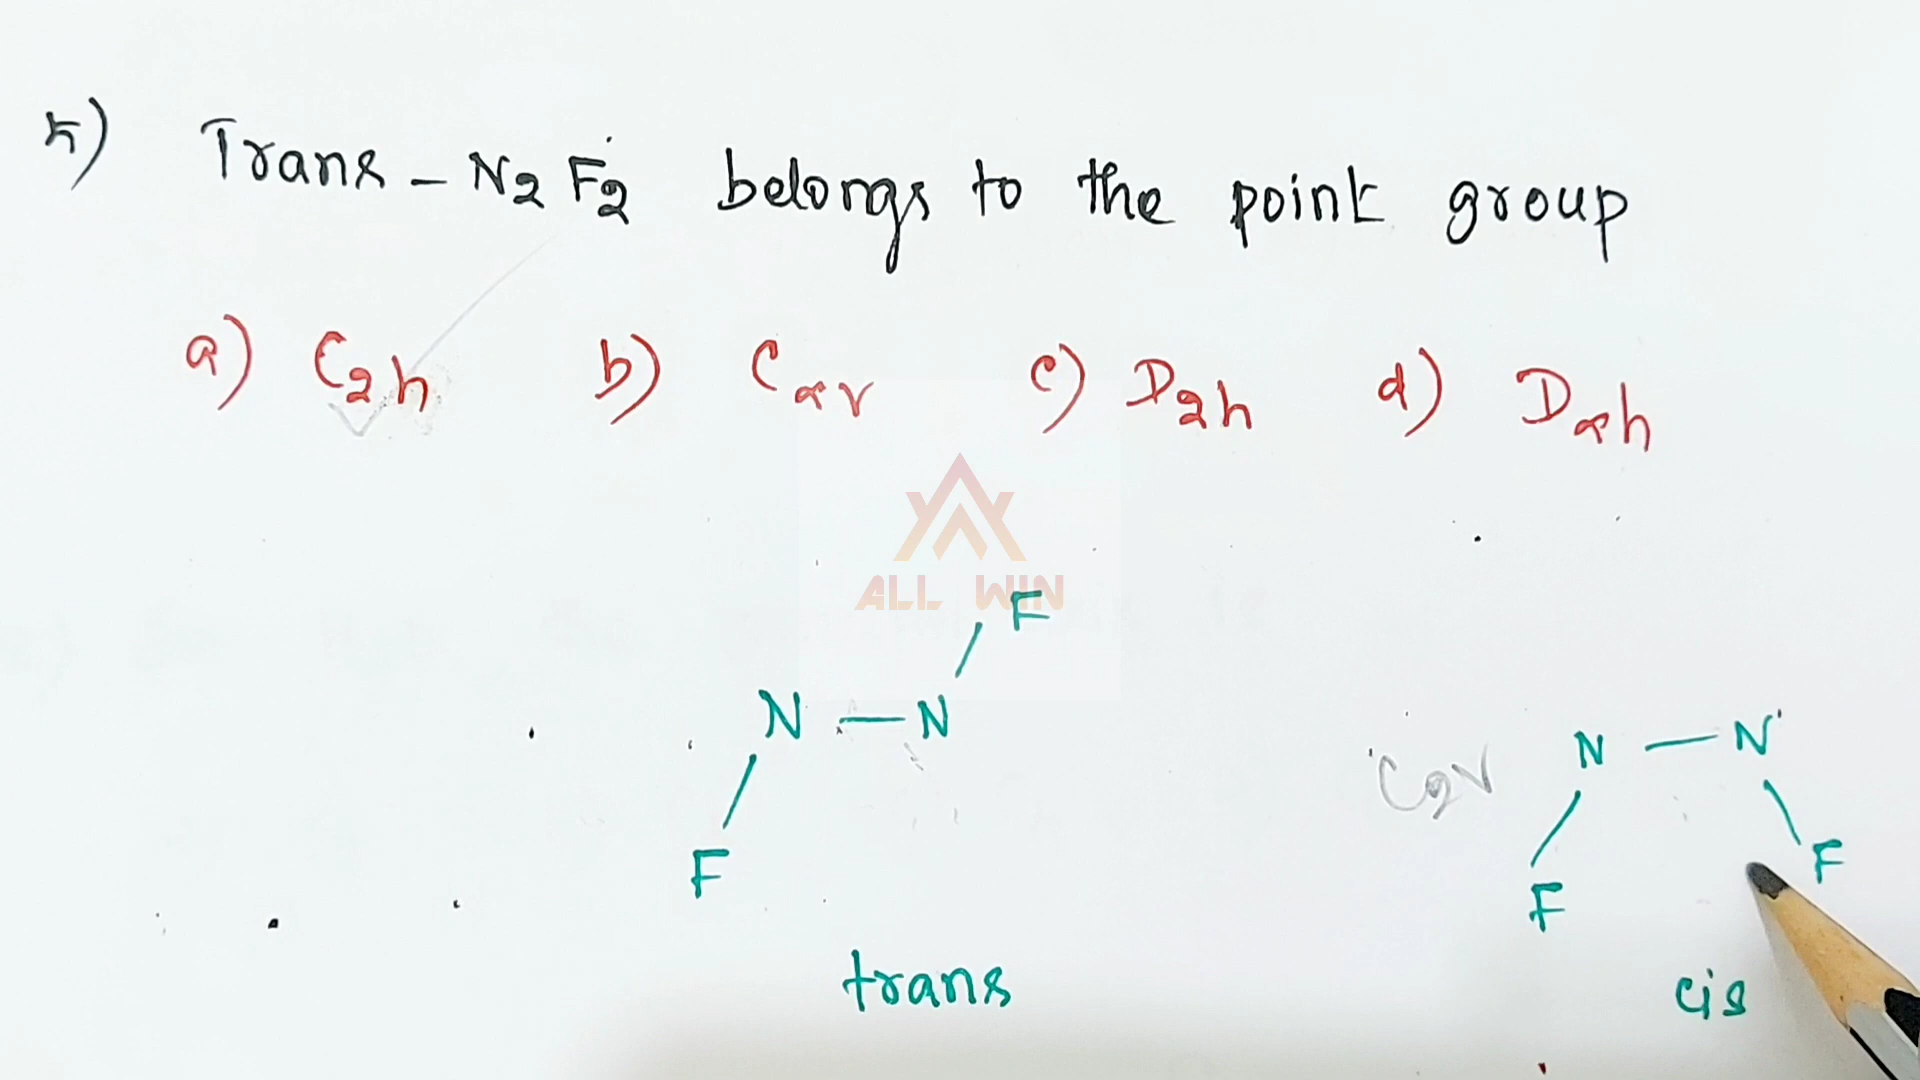 5) Trans - N2 F2 belongs to the point group
a) C2h b) C∝v c) D2h d) D∝h
ALL WIN
F
N — N
F
C2v N — N
F F
trans cis